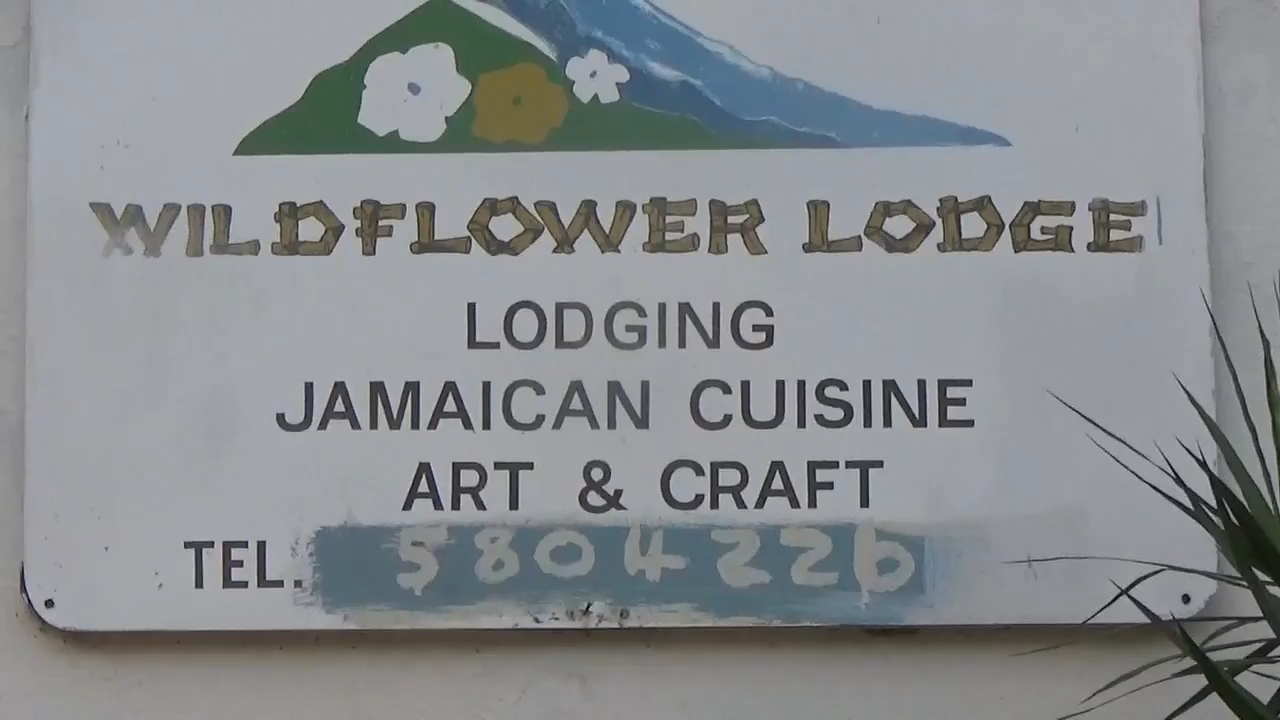 WILDFLOWER LODGE
LODGING
JAMAICAN CUISINE
ART & CRAFT
TEL. 5804226